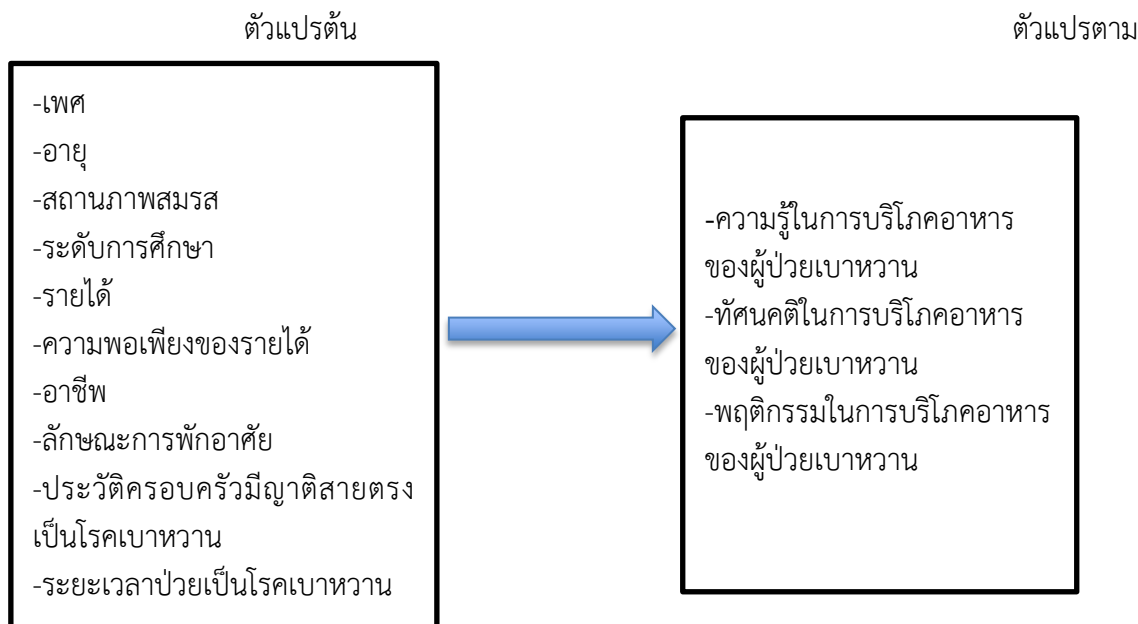 ตัวแปรต้น
ตัวแปรตาม
-เพศ
-อายุ
-สถานภาพสมรส
-ระดับการศึกษา
-รายได้
-ความพอเพียงของรายได้
-อาชีพ
-ลักษณะการพักอาศัย
-ประวัติครอบครัวมีญาติสายตรง
เป็นโรคเบาหวาน
-ระยะเวลาป่วยเป็นโรคเบาหวาน
-ความรู้ในการบริโภคอาหาร
ของผู้ป่วยเบาหวาน
-ทัศนคติในการบริโภคอาหาร
ของผู้ป่วยเบาหวาน
-พฤติกรรมในการบริโภคอาหาร
ของผู้ป่วยเบาหวาน